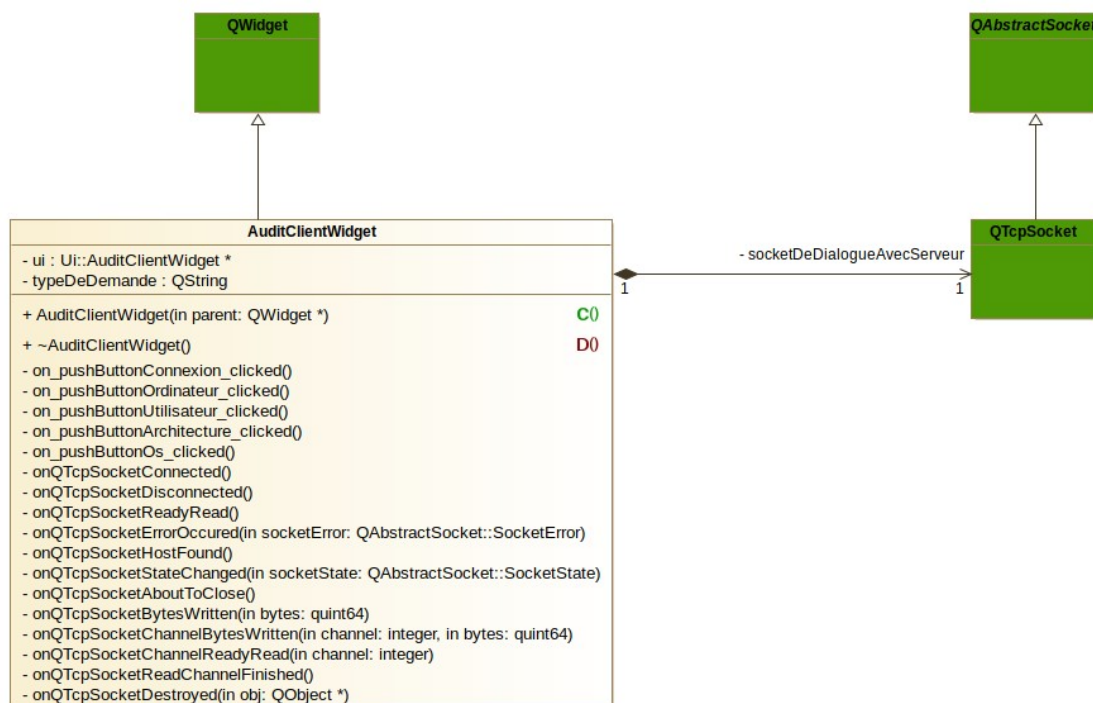 QWidget
QAbstractSocket
AuditClientWidget
QTcpSocket
- ui : Ui::AuditClientWidget *
- typeDeDemande : QString
- socketDeDialogueAvecServeur
1
1
+ AuditClientWidget(in parent: QWidget *) C()
+ ~AuditClientWidget() D()
- on_pushButtonConnexion_clicked()
- on_pushButtonOrdinateur_clicked()
- on_pushButtonUtilisateur_clicked()
- on_pushButtonArchitecture_clicked()
- on_pushButtonOs_clicked()
- onQTcpSocketConnected()
- onQTcpSocketDisconnected()
- onQTcpSocketReadyRead()
- onQTcpSocketErrorOccured(in socketError: QAbstractSocket::SocketError)
- onQTcpSocketHostFound()
- onQTcpSocketStateChanged(in socketState: QAbstractSocket::SocketState)
- onQTcpSocketAboutToClose()
- onQTcpSocketBytesWritten(in bytes: quint64)
- onQTcpSocketChannelBytesWritten(in channel: integer, in bytes: quint64)
- onQTcpSocketChannelReadyRead(in channel: integer)
- onQTcpSocketReadChannelFinished()
- onQTcpSocketDestroyed(in obj: QObject *)